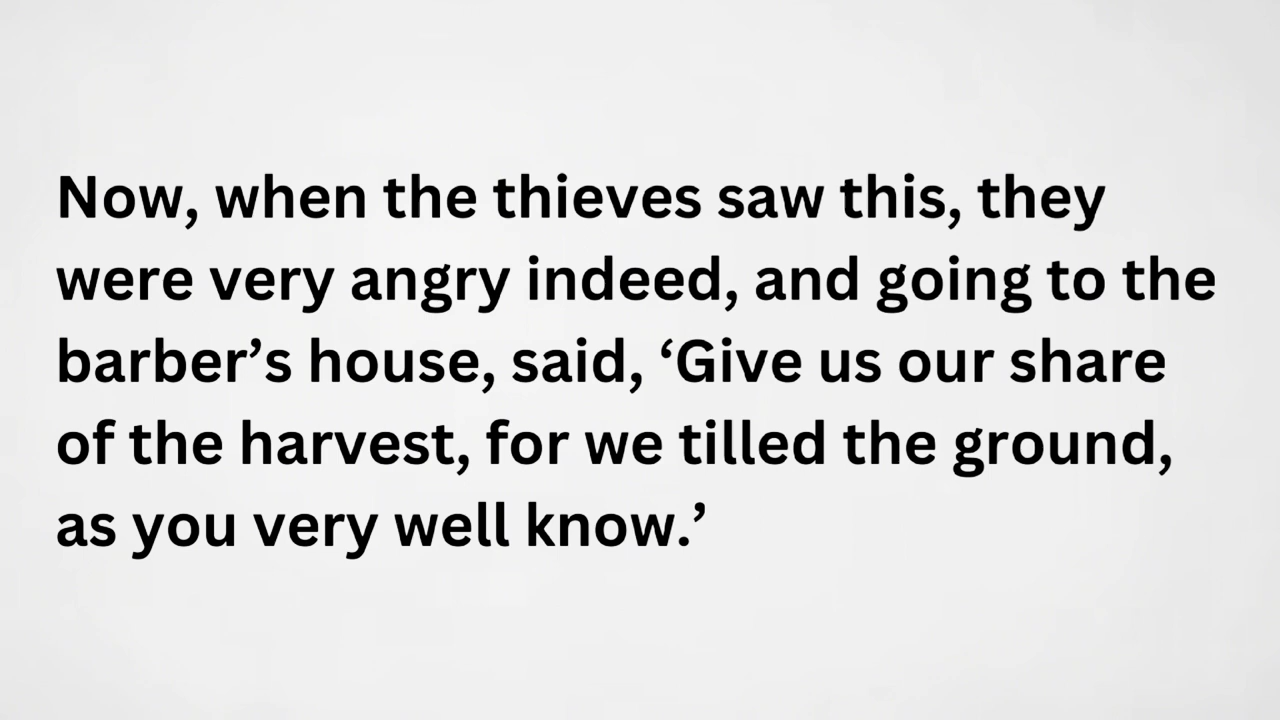 Now, when the thieves saw this, they
were very angry indeed, and going to the
barber’s house, said, ‘Give us our share
of the harvest, for we tilled the ground,
as you very well know.’